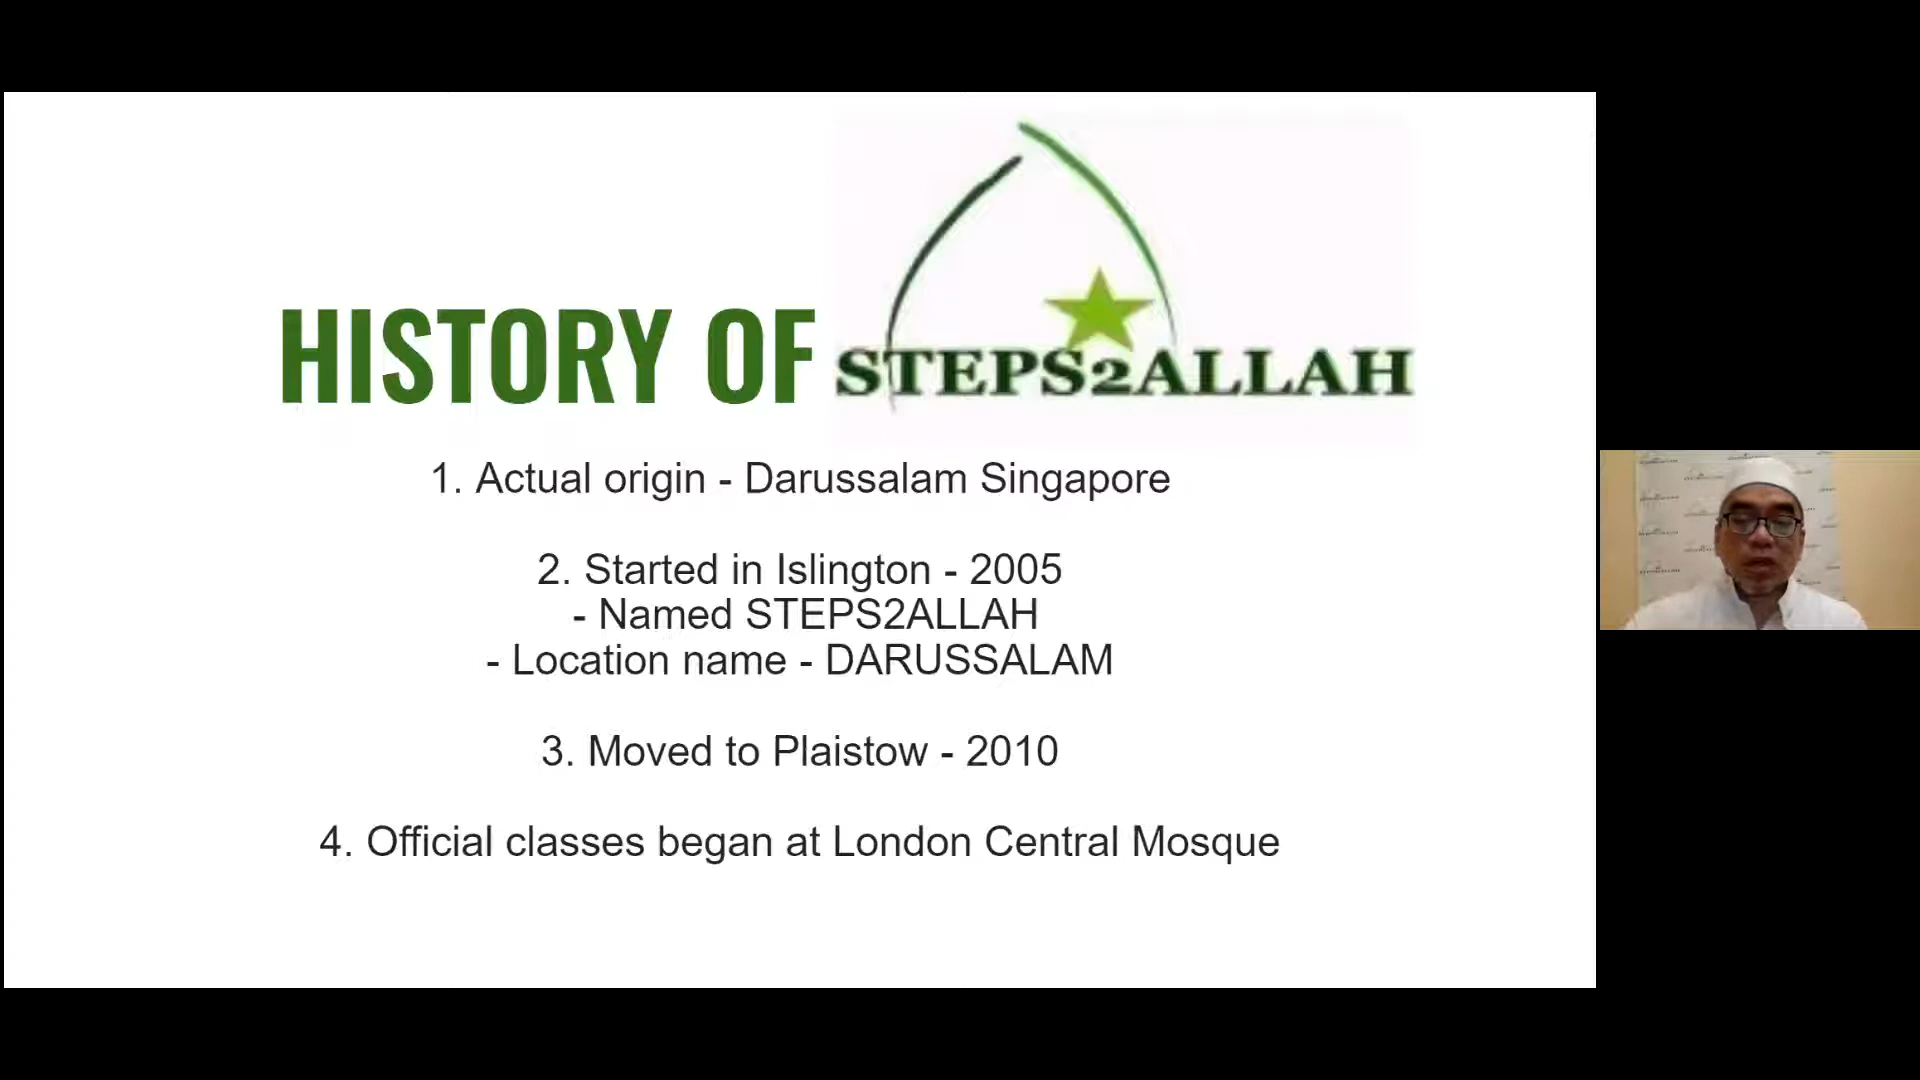 HISTORY OF STEPS2ALLAH
1. Actual origin - Darussalam Singapore
2. Started in Islington - 2005
- Named STEPS2ALLAH
- Location name - DARUSSALAM
3. Moved to Plaistow - 2010
4. Official classes began at London Central Mosque